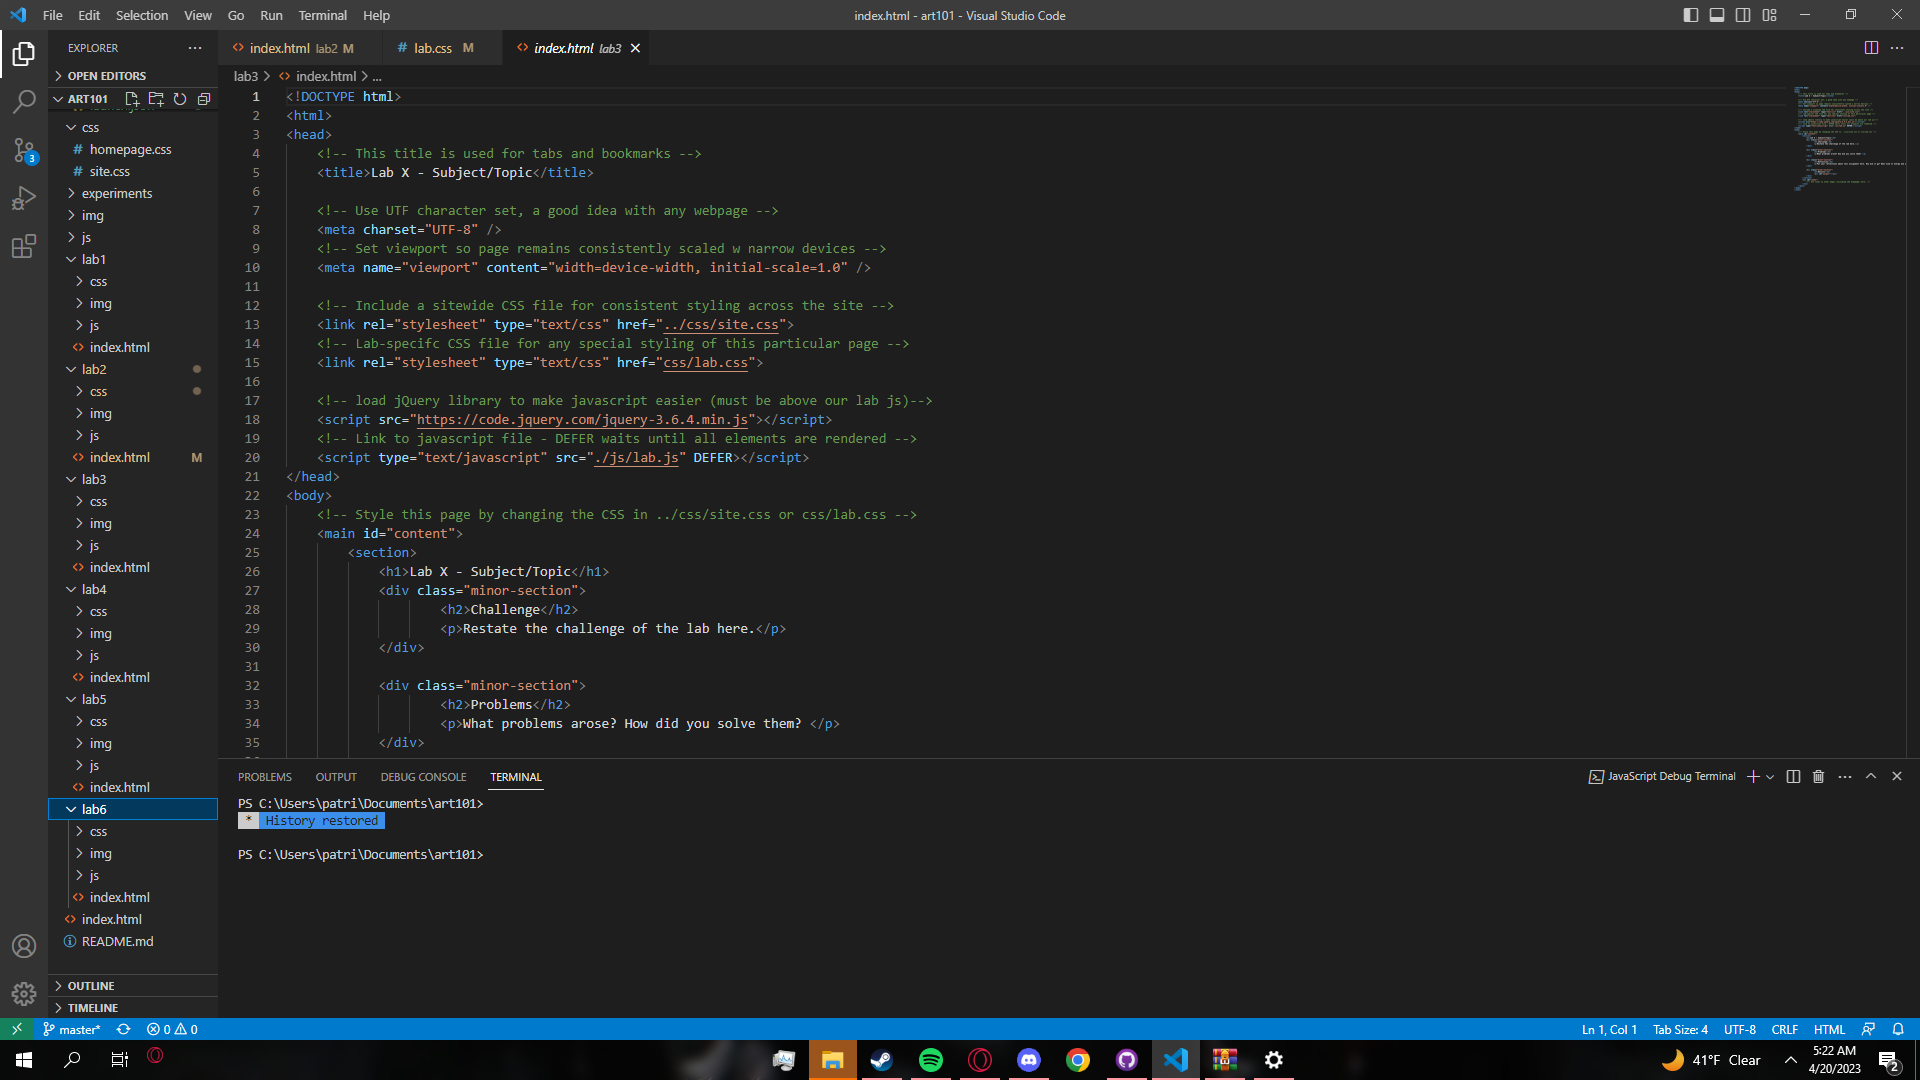 File Edit Selection View Go Run Terminal Help
index.html - art101 - Visual Studio Code
EXPLORER
OPEN EDITORS
ART101
css
homepage.css
site.css
experiments
img
js
lab1
css
img
js
index.html
lab2
css
img
js
index.html M
lab3
css
img
js
index.html
lab4
css
img
js
index.html
lab5
css
img
js
index.html
lab6
css
img
js
index.html
index.html
README.md
OUTLINE
TIMELINE
index.html lab2 M
lab.css M
index.html lab3
lab3 > index.html > ...
1 <!DOCTYPE html>
2 <html>
3 <head>
4 <!-- This title is used for tabs and bookmarks -->
5 <title>Lab X - Subject/Topic</title>
6
7 <!-- Use UTF character set, a good idea with any webpage -->
8 <meta charset="UTF-8" />
9 <!-- Set viewport so page remains consistently scaled w narrow devices -->
10 <meta name="viewport" content="width=device-width, initial-scale=1.0" />
11
12 <!-- Include a sitewide CSS file for consistent styling across the site -->
13 <link rel="stylesheet" type="text/css" href="../css/site.css">
14 <!-- Lab-specifc CSS file for any special styling of this particular page -->
15 <link rel="stylesheet" type="text/css" href="css/lab.css">
16
17 <!-- load jQuery library to make javascript easier (must be above our lab js)-->
18 <script src="https://code.jquery.com/jquery-3.6.4.min.js"></script>
19 <!-- Link to javascript file - DEFER waits until all elements are rendered -->
20 <script type="text/javascript" src="./js/lab.js" DEFER></script>
21 </head>
22 <body>
23 <!-- Style this page by changing the CSS in ../css/site.css or css/lab.css -->
24 <main id="content">
25 <section>
26 <h1>Lab X - Subject/Topic</h1>
27 <div class="minor-section">
28 <h2>Challenge</h2>
29 <p>Restate the challenge of the lab here.</p>
30 </div>
31
32 <div class="minor-section">
33 <h2>Problems</h2>
34 <p>What problems arose? How did you solve them? </p>
35 </div>
PROBLEMS OUTPUT DEBUG CONSOLE TERMINAL
JavaScript Debug Terminal
PS C:\Users\patri\Documents\art101>
* History restored
PS C:\Users\patri\Documents\art101>
3
master* 0 0
Ln 1, Col 1 Tab Size: 4 UTF-8 CRLF HTML
41°F Clear
5:22 AM
4/20/2023
2